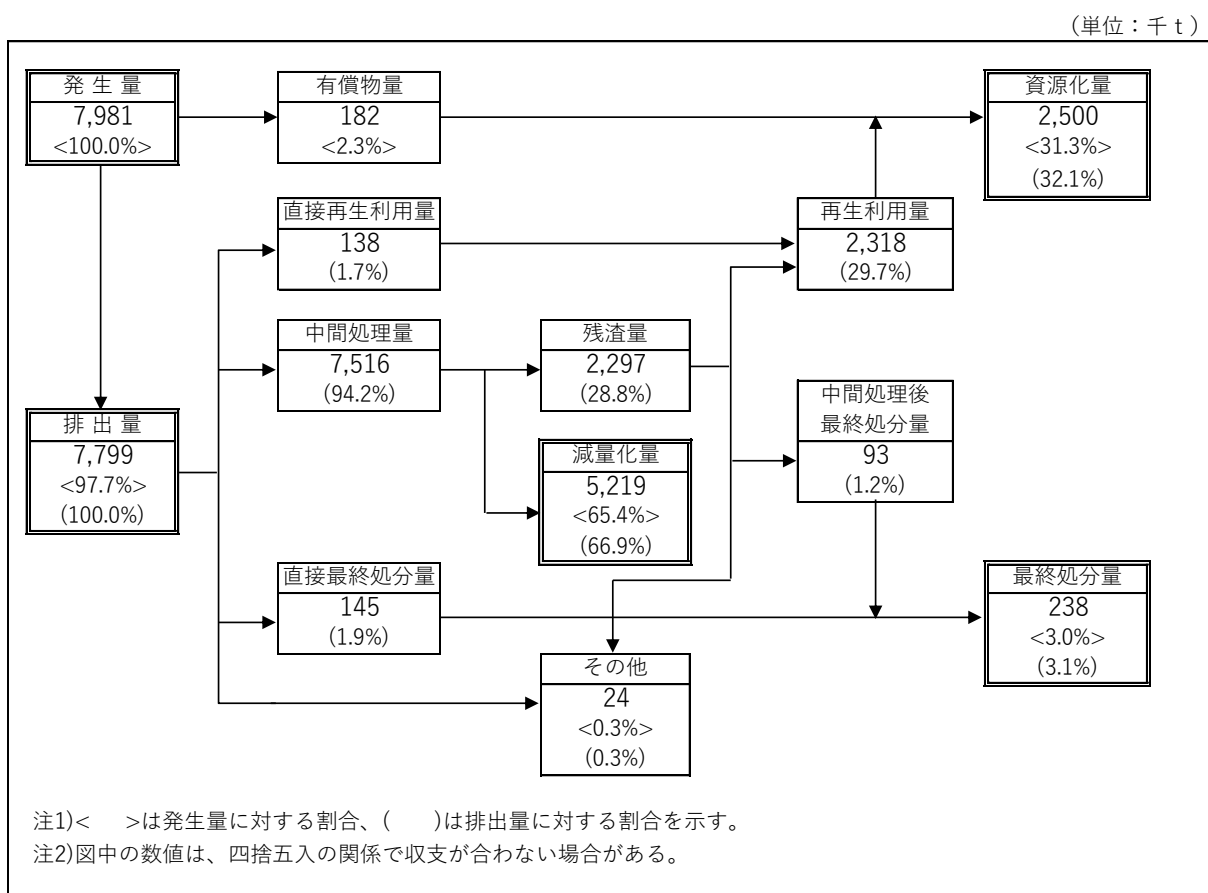 （単位：千ｔ）
発 生 量
7,981
<100.0%>
有償物量
182
<2.3%>
資源化量
2,500
<31.3%>
(32.1%)
直接再生利用量
138
(1.7%)
再生利用量
2,318
(29.7%)
中間処理量
7,516
(94.2%)
残渣量
2,297
(28.8%)
中間処理後
最終処分量
93
(1.2%)
排 出 量
7,799
<97.7%>
(100.0%)
減量化量
5,219
<65.4%>
(66.9%)
直接最終処分量
145
(1.9%)
最終処分量
238
<3.0%>
(3.1%)
その他
24
<0.3%>
(0.3%)
注1)<　>は発生量に対する割合、(　)は排出量に対する割合を示す。
注2)図中の数値は、四捨五入の関係で収支が合わない場合がある。